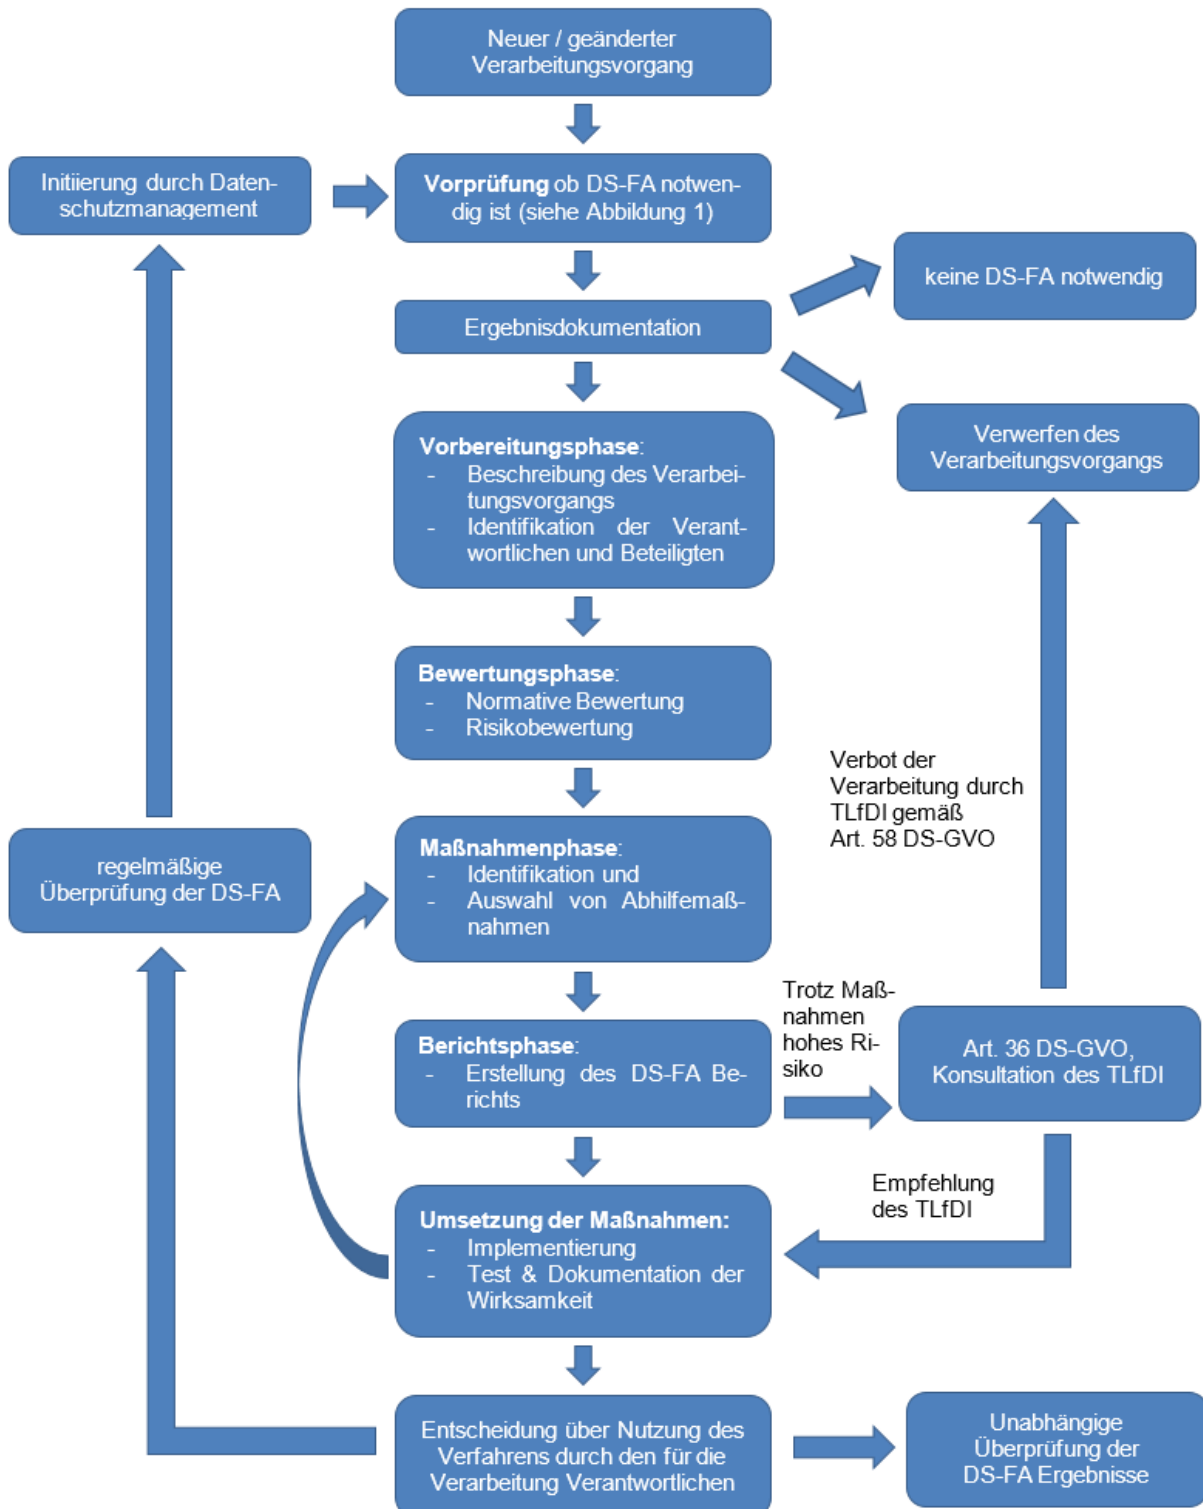 Neuer / geänderter
Verarbeitungsvorgang
Initiierung durch Daten-
schutzmanagement
Vorprüfung ob DS-FA notwen-
dig ist (siehe Abbildung 1)
keine DS-FA notwendig
Ergebnisdokumentation
Verwerfen des
Verarbeitungsvorgangs
Vorbereitungsphase:
- Beschreibung des Verarbei-
tungsvorgangs
- Identifikation der Verant-
wortlichen und Beteiligten
Bewertungsphase:
- Normative Bewertung
- Risikobewertung
Verbot der
Verarbeitung durch
TLfDI gemäß
Art. 58 DS-GVO
regelmäßige
Überprüfung der DS-FA
Maßnahmenphase:
- Identifikation und
- Auswahl von Abhilfemaß-
nahmen
Trotz Maß-
nahmen
hohes Ri-
siko
Berichtsphase:
- Erstellung des DS-FA Be-
richts
Art. 36 DS-GVO,
Konsultation des TLfDI
Empfehlung
des TLfDI
Umsetzung der Maßnahmen:
- Implementierung
- Test & Dokumentation der
Wirksamkeit
Entscheidung über Nutzung des
Verfahrens durch den für die
Verarbeitung Verantwortlichen
Unabhängige
Überprüfung der
DS-FA Ergebnisse